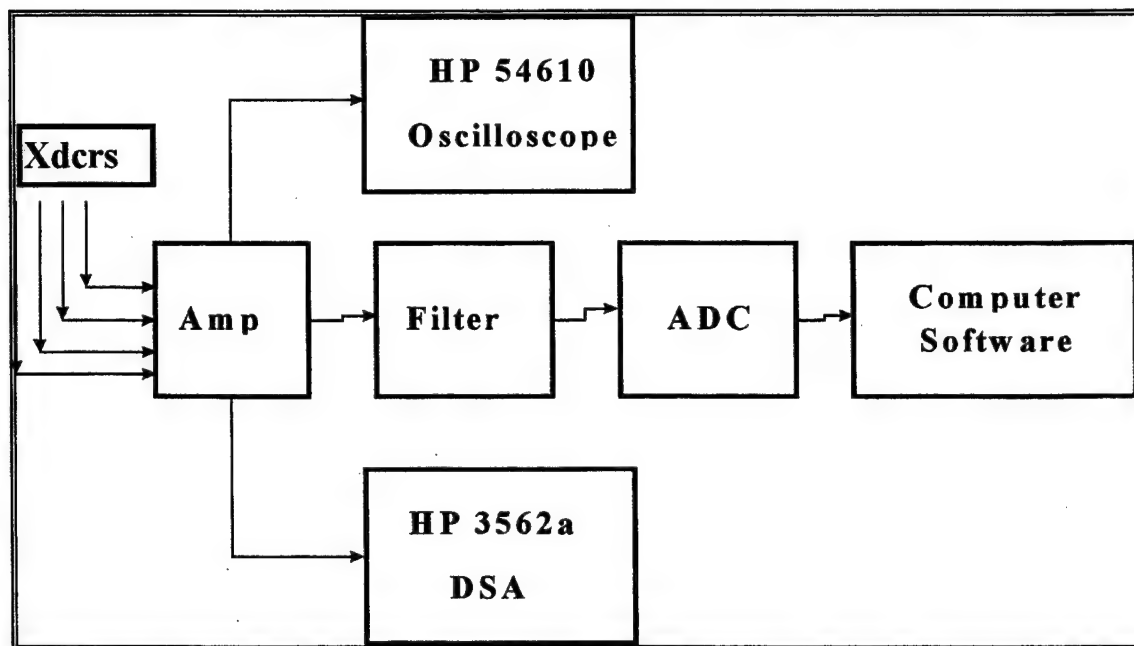 HP 54610
Oscilloscope
Xdcrs
Amp
Filter
ADC
Computer
Software
HP 3562a
DSA